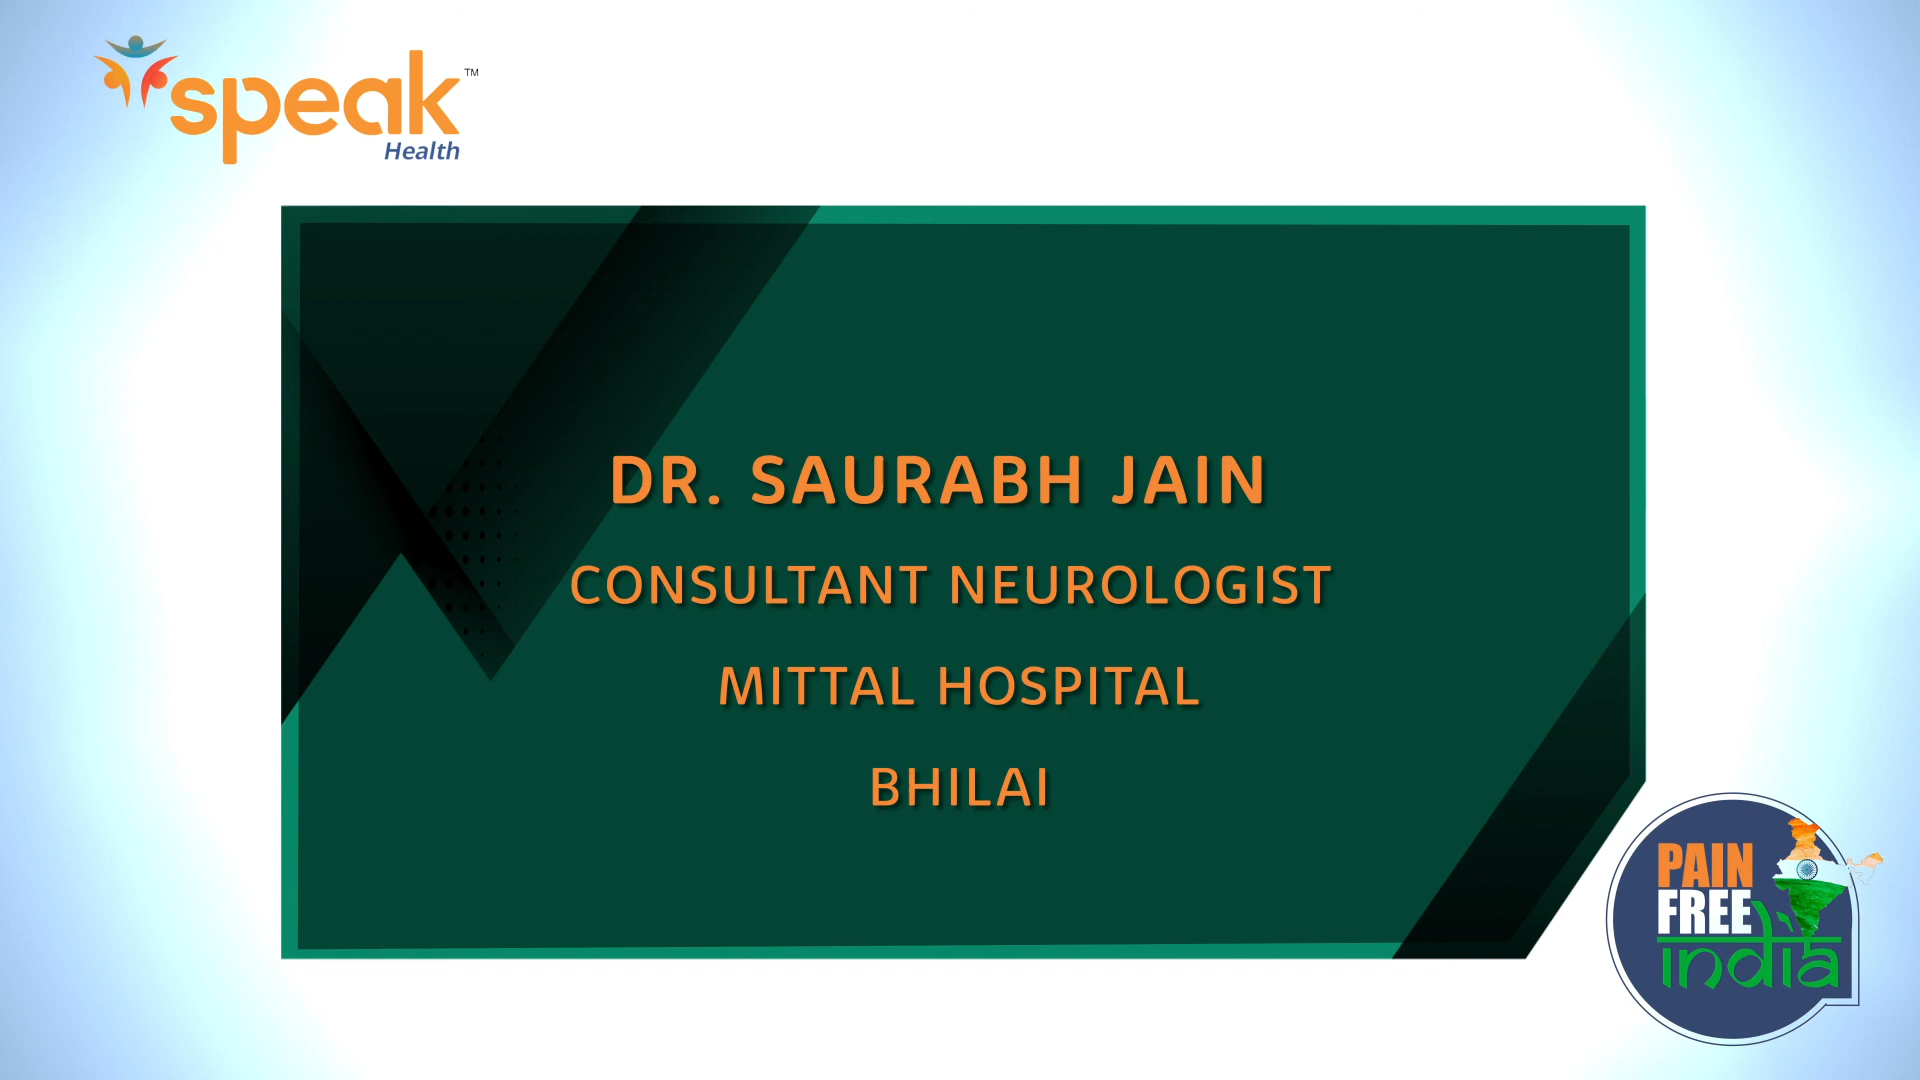 speak™
Health
DR. SAURABH JAIN
CONSULTANT NEUROLOGIST
MITTAL HOSPITAL
BHILAI
PAIN
FREE
india